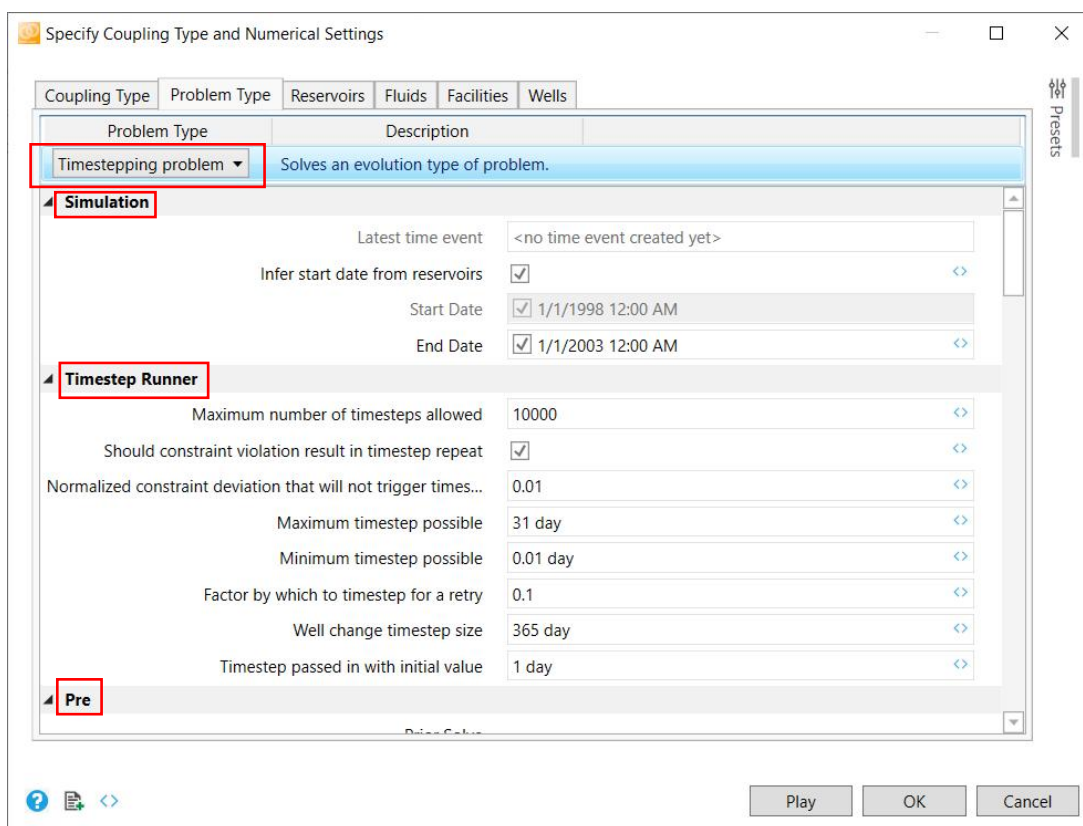 Specify Coupling Type and Numerical Settings
Coupling Type Problem Type Reservoirs Fluids Facilities Wells
Presets
Problem Type Description
Timestepping problem Solves an evolution type of problem.
Simulation
Latest time event <no time event created yet>
Infer start date from reservoirs
Start Date 1/1/1998 12:00 AM
End Date 1/1/2003 12:00 AM
Timestep Runner
Maximum number of timesteps allowed 10000
Should constraint violation result in timestep repeat
Normalized constraint deviation that will not trigger times... 0.01
Maximum timestep possible 31 day
Minimum timestep possible 0.01 day
Factor by which to timestep for a retry 0.1
Well change timestep size 365 day
Timestep passed in with initial value 1 day
Pre
Play OK Cancel